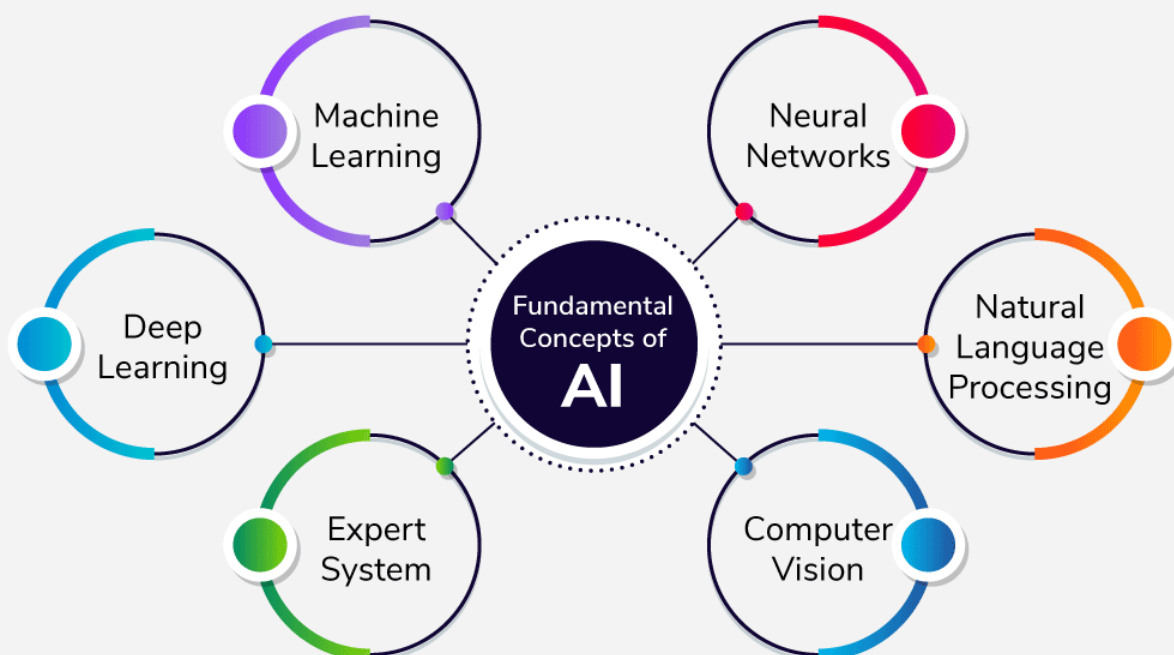 Machine
Learning
Neural
Networks
Deep
Learning
Fundamental
Concepts of
AI
Natural
Language
Processing
Expert
System
Computer
Vision